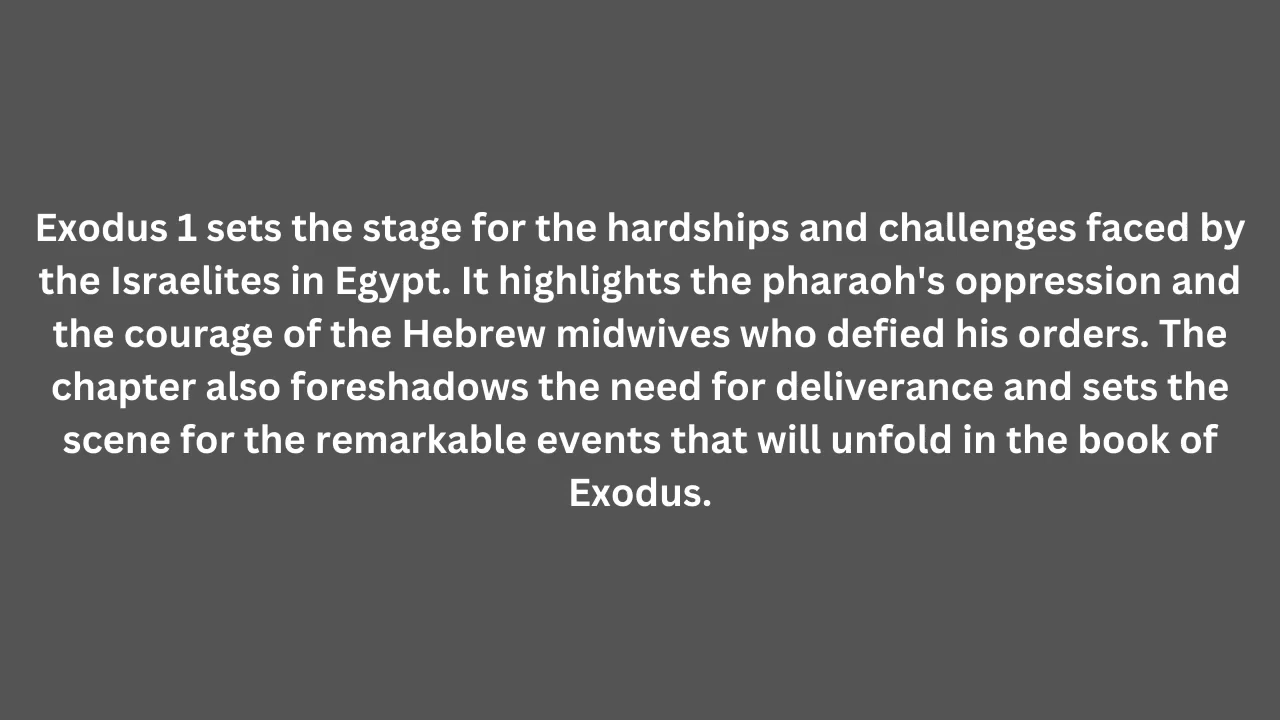 Exodus 1 sets the stage for the hardships and challenges faced by
the Israelites in Egypt. It highlights the pharaoh's oppression and
the courage of the Hebrew midwives who defied his orders. The
chapter also foreshadows the need for deliverance and sets the
scene for the remarkable events that will unfold in the book of
Exodus.